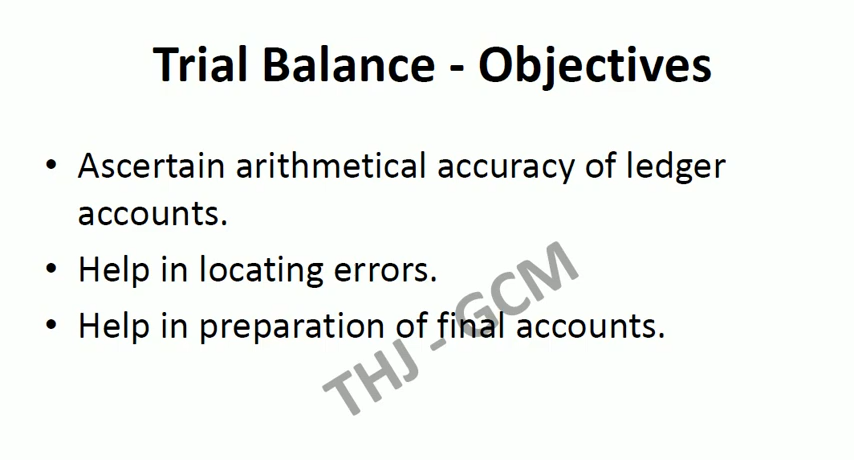 Trial Balance - Objectives
• Ascertain arithmetical accuracy of ledger
accounts.
• Help in locating errors.
• Help in preparation of final accounts.
THJ - GCM